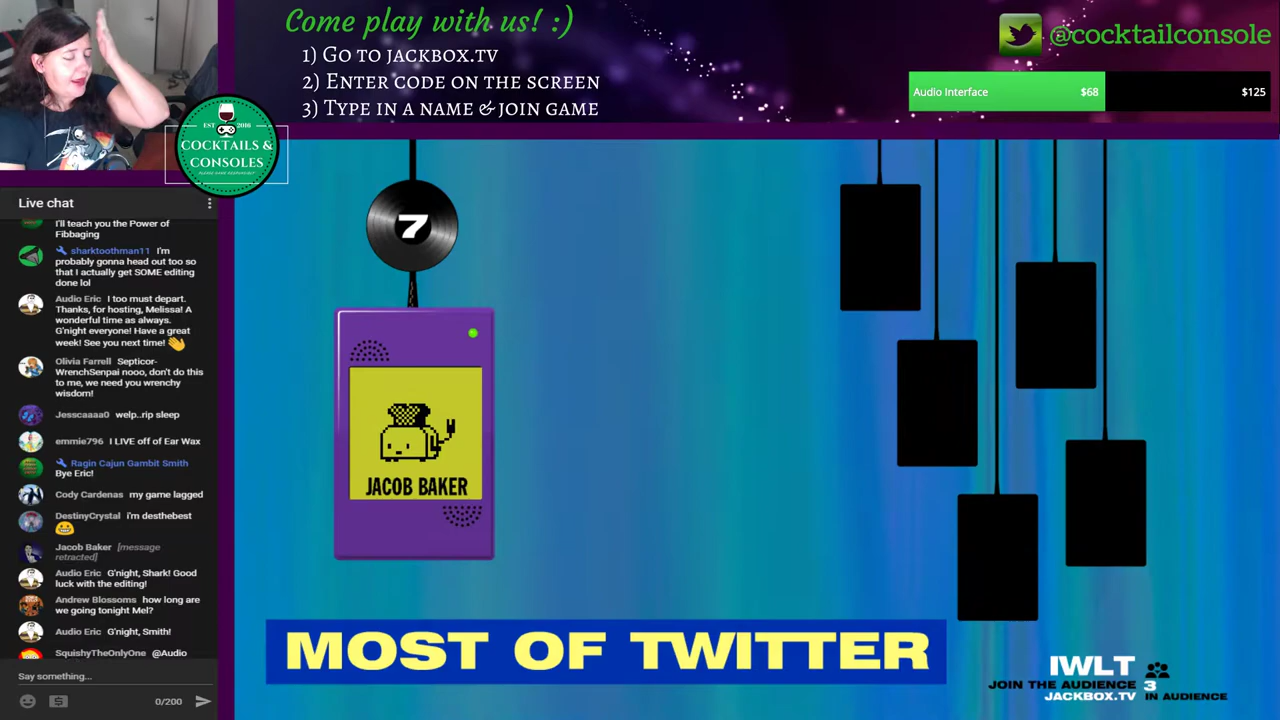 Come play with us! :)
1) Go to jackbox.tv
2) Enter code on the screen
3) Type in a name & join game
@cocktailconsole
Audio Interface $68 $125
EST 2016
COCKTAILS &
CONSOLES
PLEASE GAME RESPONSIBLY
Live chat
I'll teach you the Power of
Fibbaging
sharktoothman11 I'm
probably gonna head out too so
that I actually get SOME editing
done lol
Audio Eric I too must depart.
Thanks, for hosting, Melissa! A
wonderful time as always.
G'night everyone! Have a great
week! See you next time! 👋
Olivia Farrell Septicor-
WrenchSenpai nooo, don't do this
to me, we need you wrenchy
wisdom!
Jesscaaaa0 welp..rip sleep
emmie796 I LIVE off of Ear Wax
Ragin Cajun Gambit Smith
Bye Eric!
Cody Cardenas my game lagged
DestinyCrystal i'm desthebest
😀
Jacob Baker [message
retracted]
Audio Eric G'night, Shark! Good
luck with the editing!
Andrew Blossoms how long are
we going tonight Mel?
Audio Eric G'night, Smith!
SquishyTheOnlyOne @Audio
Say something...
0/200
7
JACOB BAKER
MOST OF TWITTER
IWLT
JOIN THE AUDIENCE 3
JACKBOX.TV IN AUDIENCE